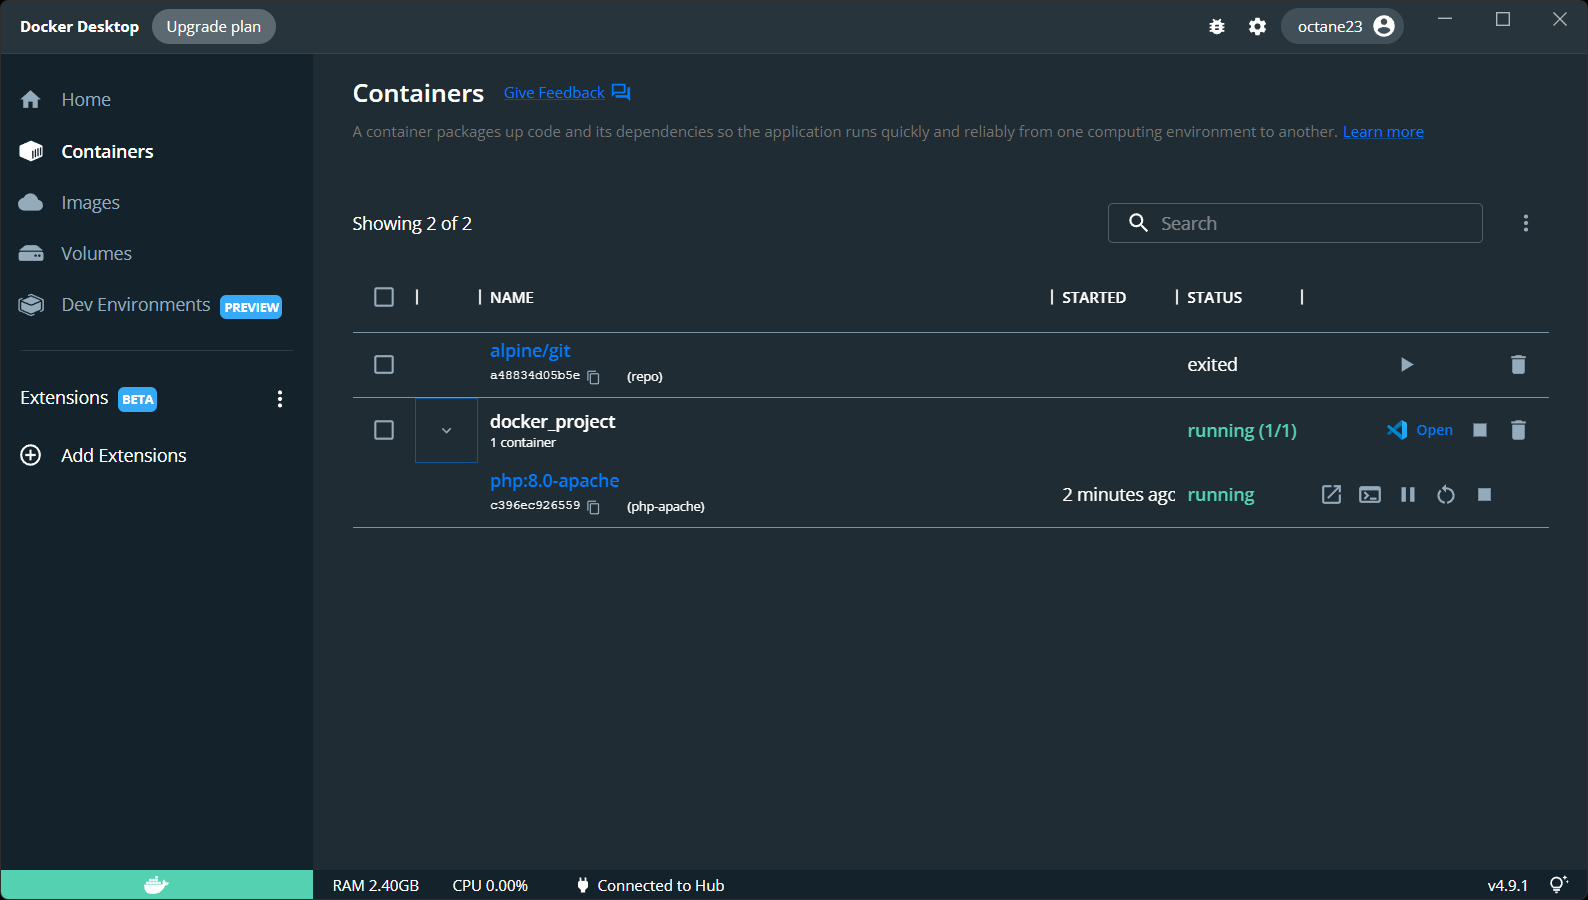 Docker Desktop Upgrade plan octane23
Home
Containers
Images
Volumes
Dev Environments PREVIEW
Extensions BETA
Add Extensions
Containers Give Feedback
A container packages up code and its dependencies so the application runs quickly and reliably from one computing environment to another. Learn more
Showing 2 of 2 Search
NAME STARTED STATUS
alpine/git
a48834d05b5e (repo) exited
docker_project
1 container running (1/1) Open
php:8.0-apache
c396ec926559 (php-apache) 2 minutes ago running
RAM 2.40GB CPU 0.00% Connected to Hub v4.9.1